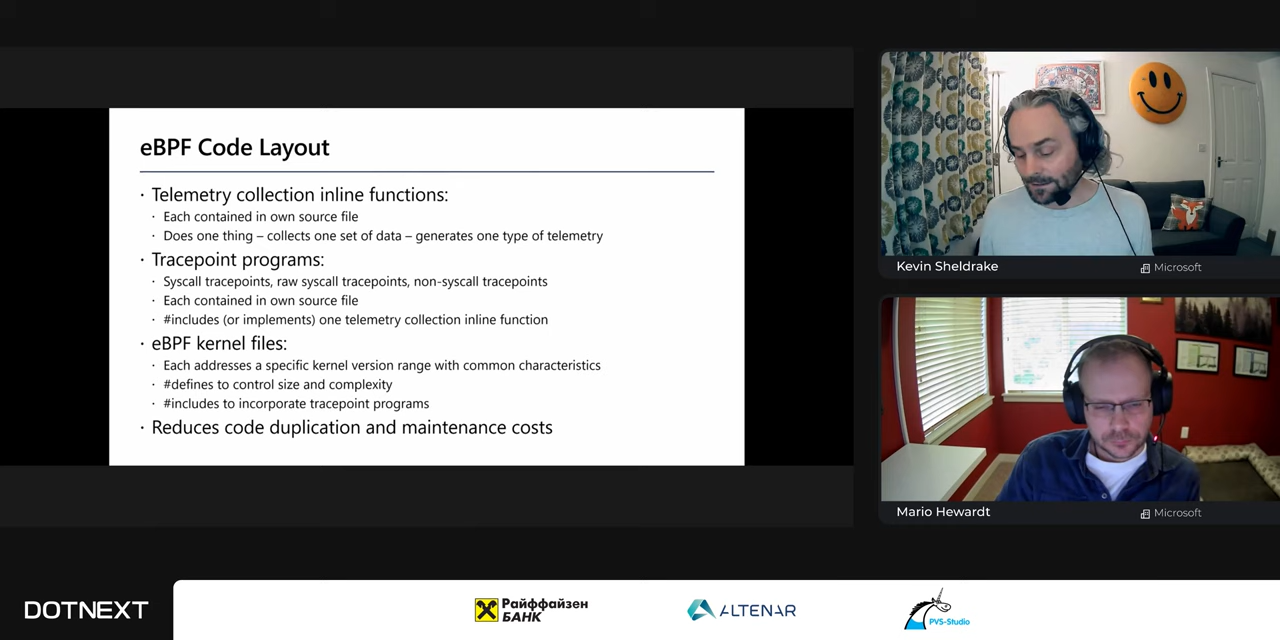 eBPF Code Layout
· Telemetry collection inline functions:
· Each contained in own source file
· Does one thing – collects one set of data – generates one type of telemetry
· Tracepoint programs:
· Syscall tracepoints, raw syscall tracepoints, non-syscall tracepoints
· Each contained in own source file
· #includes (or implements) one telemetry collection inline function
· eBPF kernel files:
· Each addresses a specific kernel version range with common characteristics
· #defines to control size and complexity
· #includes to incorporate tracepoint programs
· Reduces code duplication and maintenance costs
Kevin Sheldrake
Microsoft
Mario Hewardt
Microsoft
DOTNEXT
Райффайзен
БАНК
ALTENAR
PVS-Studio